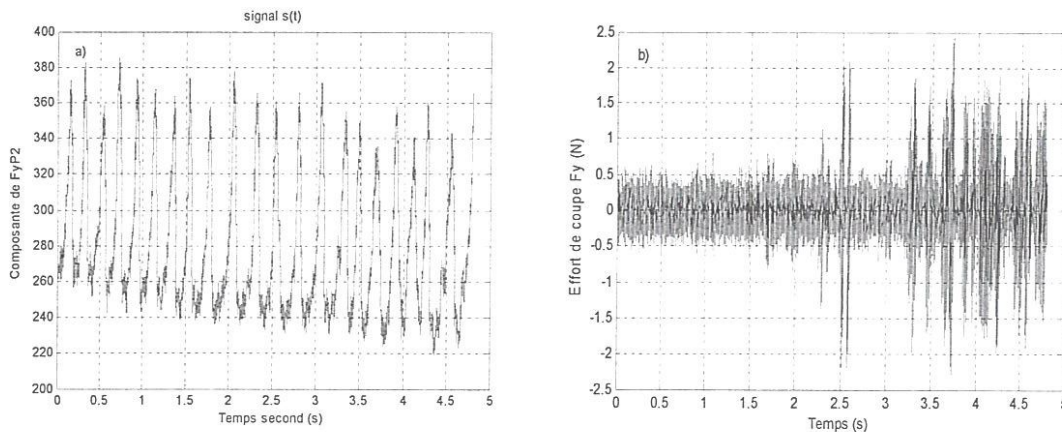 signal s(t)
a)
Composante de FyP2
400
380
360
340
320
300
280
260
240
220
200
0 0.5 1 1.5 2 2.5 3 3.5 4 4.5 5
Temps second (s)
b)
Effort de coupe Fy (N)
2.5
2
1.5
1
0.5
0
-0.5
-1
-1.5
-2
-2.5
0 0.5 1 1.5 2 2.5 3 3.5 4 4.5 5
Temps (s)